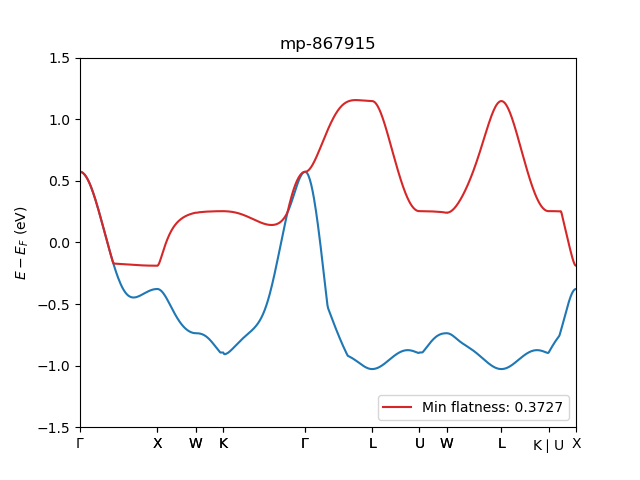 mp-867915
E − E_F (eV)
1.5
1.0
0.5
0.0
−0.5
−1.0
−1.5
Min flatness: 0.3727
Γ X W K Γ L U W L K | U X